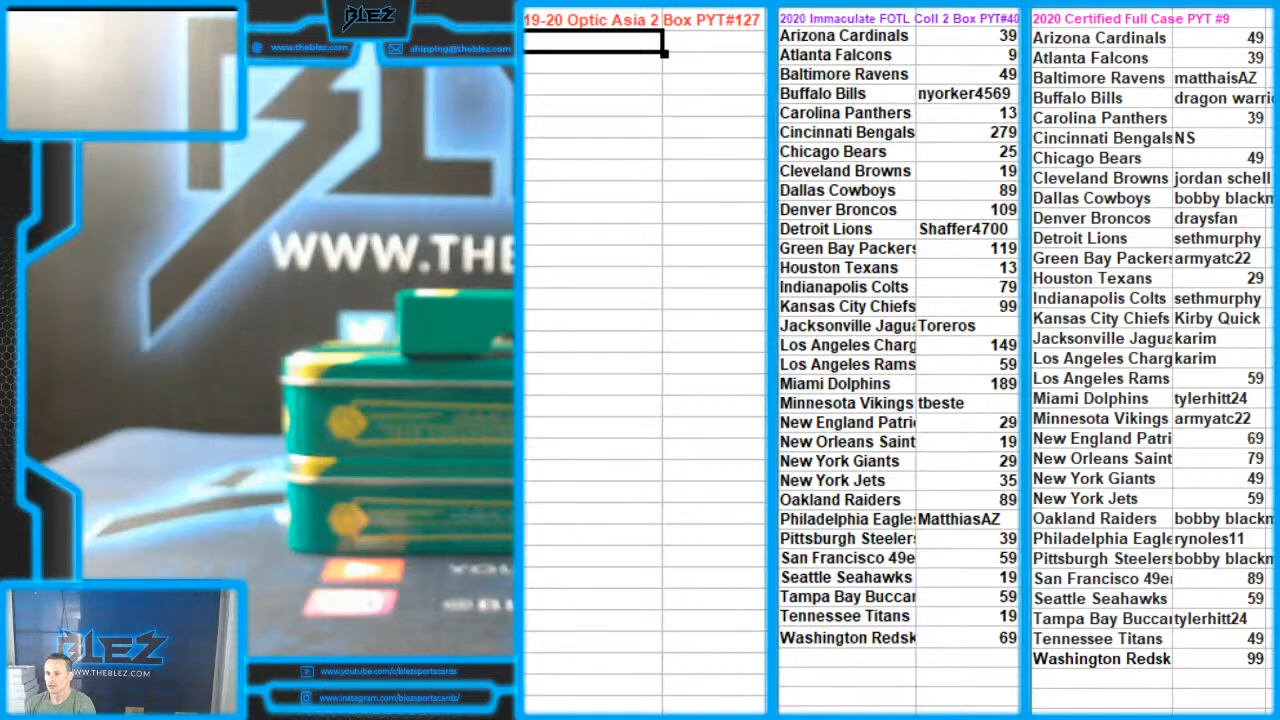 BLEZ
www.theblez.com
shipping@theblez.com
WWW.THE
YOU
@BL
BLEZ
WWW.THEBLEZ.COM
www.youtube.com/c/blezsportscards
www.instagram.com/blezsportscards/
19-20 Optic Asia 2 Box PYT#127
2020 Immaculate FOTL Coll 2 Box PYT#40
Arizona Cardinals 39
Atlanta Falcons 9
Baltimore Ravens 49
Buffalo Bills nyorker4569
Carolina Panthers 13
Cincinnati Bengals 279
Chicago Bears 25
Cleveland Browns 19
Dallas Cowboys 89
Denver Broncos 109
Detroit Lions Shaffer4700
Green Bay Packers 119
Houston Texans 13
Indianapolis Colts 79
Kansas City Chiefs 99
Jacksonville Jagua Toreros
Los Angeles Charg 149
Los Angeles Rams 59
Miami Dolphins 189
Minnesota Vikings tbeste
New England Patri 29
New Orleans Saint 19
New York Giants 29
New York Jets 35
Oakland Raiders 89
Philadelphia Eagles MatthiasAZ
Pittsburgh Steelers 39
San Francisco 49e 59
Seattle Seahawks 19
Tampa Bay Buccar 59
Tennessee Titans 19
Washington Redsk 69
2020 Certified Full Case PYT #9
Arizona Cardinals 49
Atlanta Falcons 39
Baltimore Ravens matthaisAZ
Buffalo Bills dragon warri
Carolina Panthers 39
Cincinnati Bengals NS
Chicago Bears 49
Cleveland Browns jordan schell
Dallas Cowboys bobby blackn
Denver Broncos draysfan
Detroit Lions sethmurphy
Green Bay Packers armyatc22
Houston Texans 29
Indianapolis Colts sethmurphy
Kansas City Chiefs Kirby Quick
Jacksonville Jagua karim
Los Angeles Charg karim
Los Angeles Rams 59
Miami Dolphins tylerhitt24
Minnesota Vikings armyatc22
New England Patri 69
New Orleans Saint 79
New York Giants 49
New York Jets 59
Oakland Raiders bobby blackn
Philadelphia Eagle rynoles11
Pittsburgh Steelers bobby blackn
San Francisco 49er 89
Seattle Seahawks 59
Tampa Bay Buccar tylerhitt24
Tennessee Titans 49
Washington Redsk 99